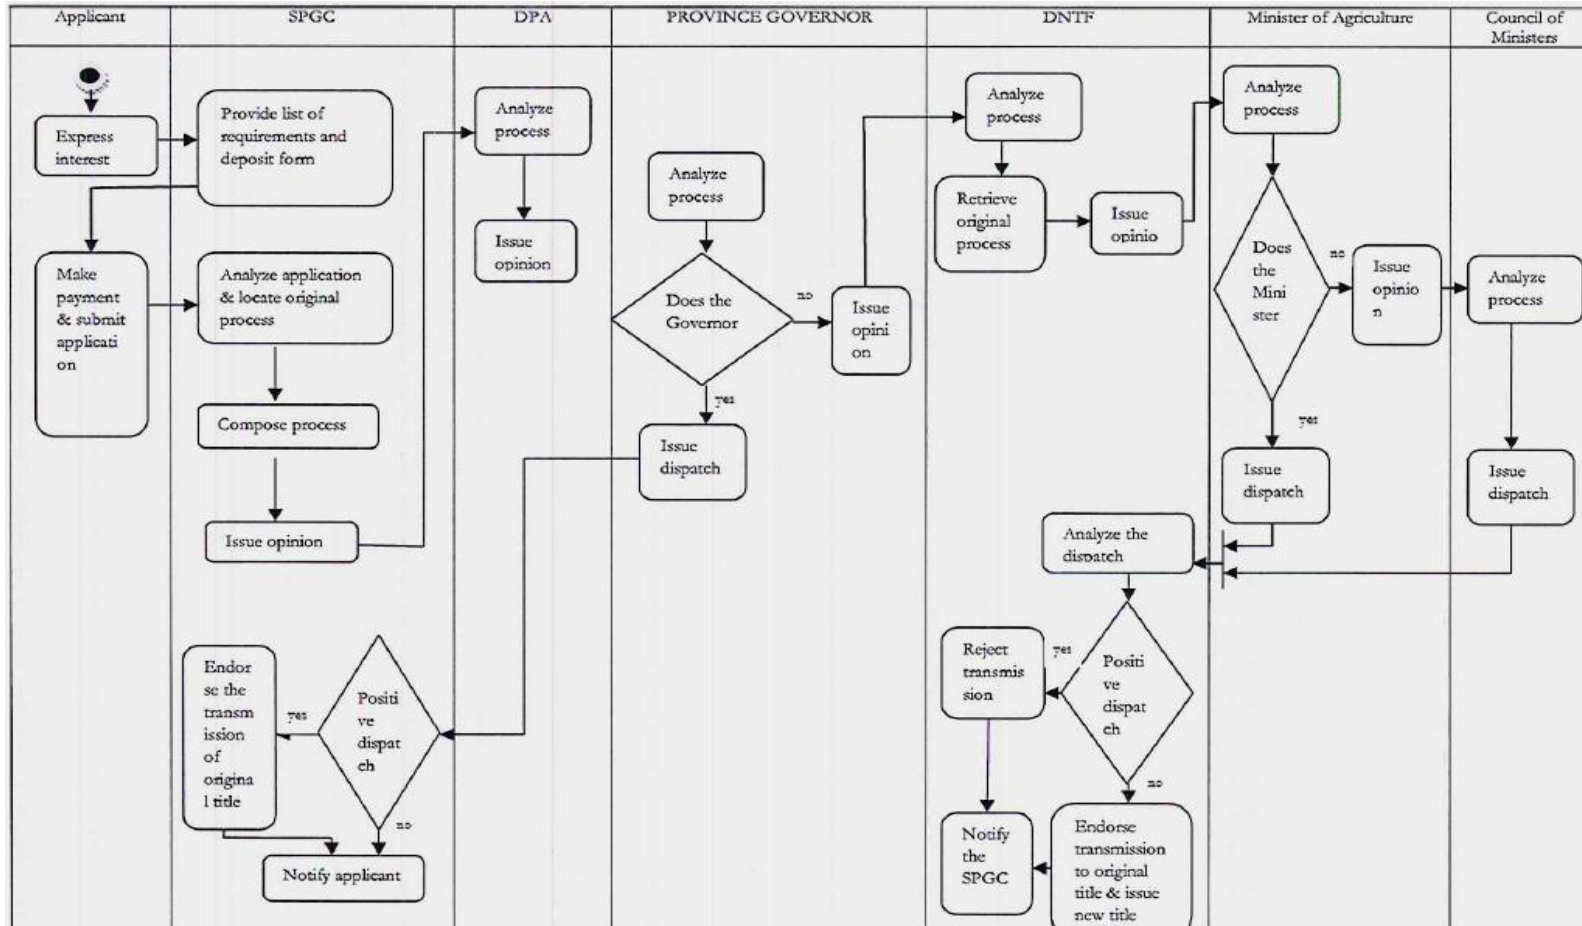 Applicant
SPGC
DPA
PROVINCE GOVERNOR
DNTF
Minister of Agriculture
Council of
Ministers
Express
interest
Provide list of
requirements and
deposit form
Make
payment
& submit
applicati
on
Analyze application
& locate original
process
Compose process
Issue opinion
Analyze
process
Issue
opinion
Analyze
process
Does the
Governor
no
Issue
opini
on
yes
Issue
dispatch
Analyze
process
Retrieve
original
process
Issue
opinio
Analyze
process
Does
the
Mini
ster
no
Issue
opinio
n
yes
Issue
dispatch
Analyze
process
Issue
dispatch
Analyze the
dispatch
Positi
ve
dispat
ch
yes
Reject
transmis
sion
no
Endorse
transmission
to original
title & issue
new title
Notify
the
SPGC
Positi
ve
dispat
ch
yes
Endor
se the
transm
ission
of
origina
l title
no
Notify applicant